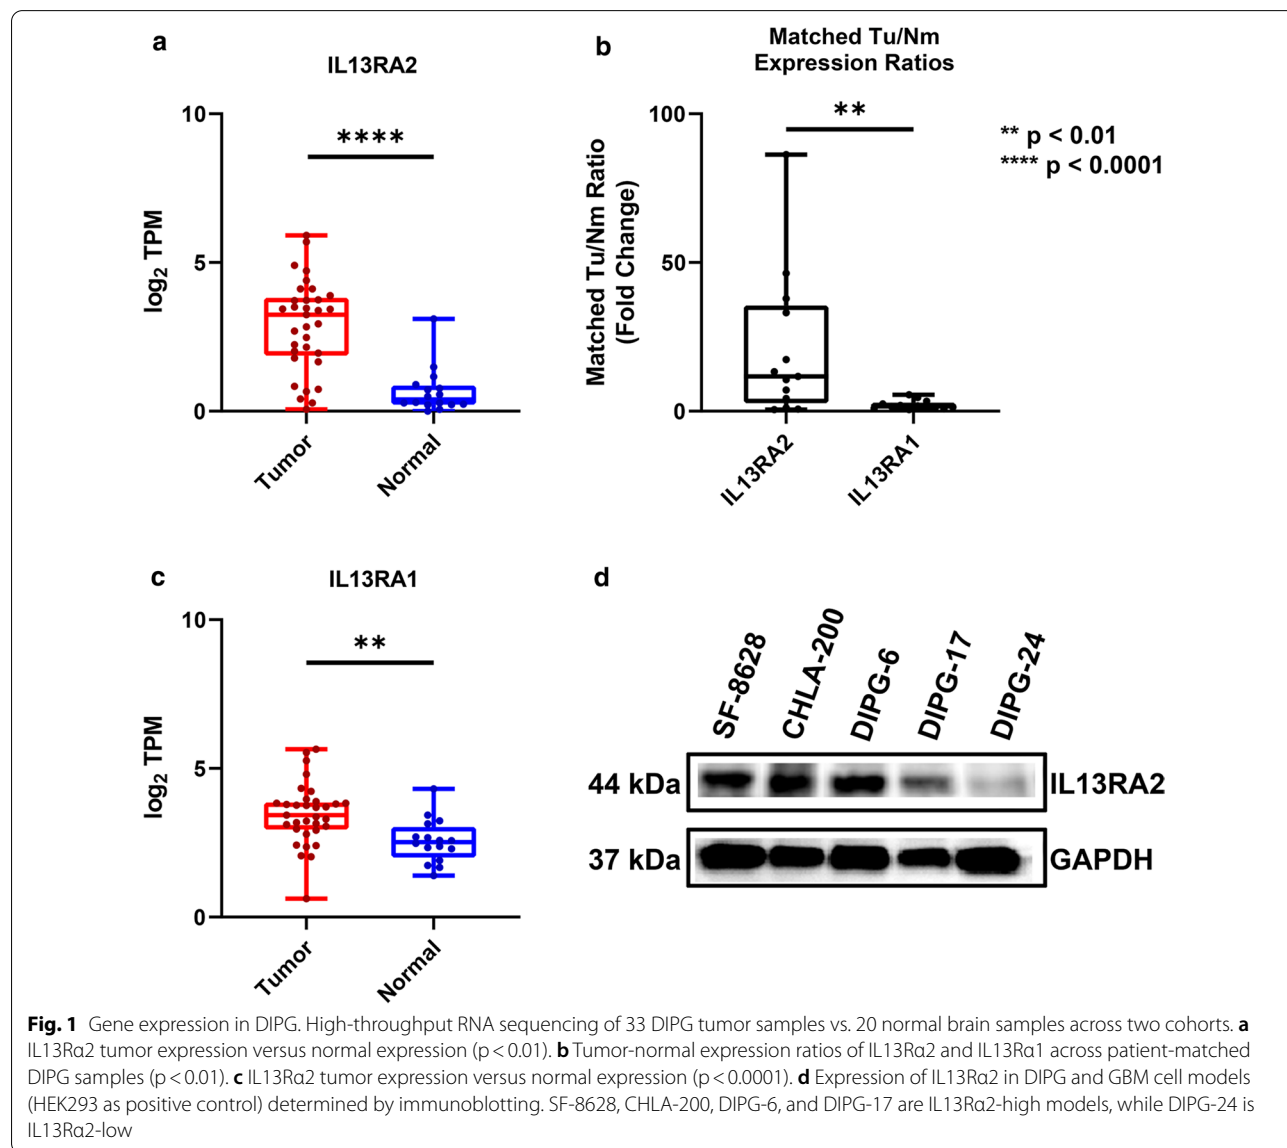 a
IL13RA2
10
5
0
log2 TPM
****
Tumor
Normal
b
Matched Tu/Nm
Expression Ratios
100
50
0
Matched Tu/Nm Ratio
(Fold Change)
**
** p < 0.01
**** p < 0.0001
IL13RA2
IL13RA1
c
IL13RA1
10
5
0
log2 TPM
**
Tumor
Normal
d
SF-8628
CHLA-200
DIPG-6
DIPG-17
DIPG-24
44 kDa
IL13RA2
37 kDa
GAPDH
Fig. 1 Gene expression in DIPG. High-throughput RNA sequencing of 33 DIPG tumor samples vs. 20 normal brain samples across two cohorts. a
IL13Rα2 tumor expression versus normal expression (p < 0.01). b Tumor-normal expression ratios of IL13Rα2 and IL13Rα1 across patient-matched
DIPG samples (p < 0.01). c IL13Rα2 tumor expression versus normal expression (p < 0.0001). d Expression of IL13Rα2 in DIPG and GBM cell models
(HEK293 as positive control) determined by immunoblotting. SF-8628, CHLA-200, DIPG-6, and DIPG-17 are IL13Rα2-high models, while DIPG-24 is
IL13Rα2-low